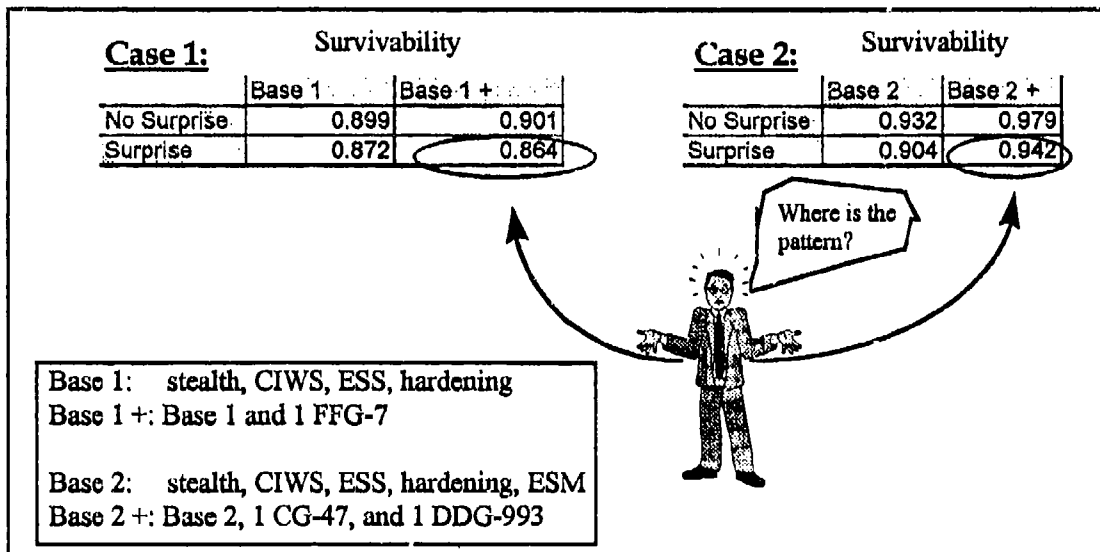 Case 1:
Survivability
Base 1 Base 1 +
No Surprise 0.899 0.901
Surprise 0.872 0.864
Case 2:
Survivability
Base 2 Base 2 +
No Surprise 0.932 0.979
Surprise 0.904 0.942
Where is the
pattern?
Base 1: stealth, CIWS, ESS, hardening
Base 1 +: Base 1 and 1 FFG-7
Base 2: stealth, CIWS, ESS, hardening, ESM
Base 2 +: Base 2, 1 CG-47, and 1 DDG-993